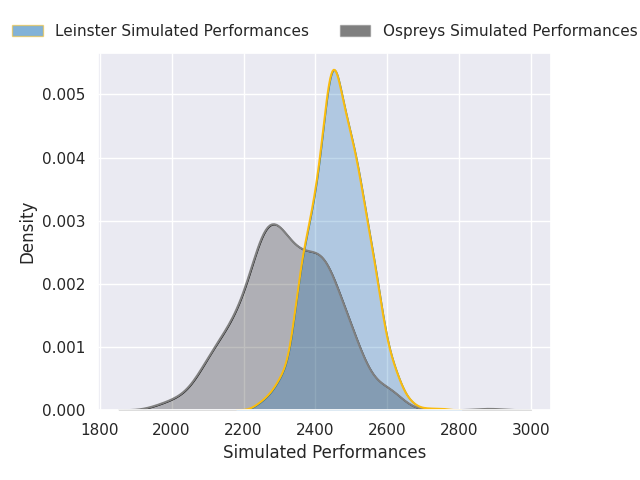 Leinster Simulated Performances
Ospreys Simulated Performances
0.005
0.004
0.003
0.002
0.001
0.000
Density
1800 2000 2200 2400 2600 2800 3000
Simulated Performances